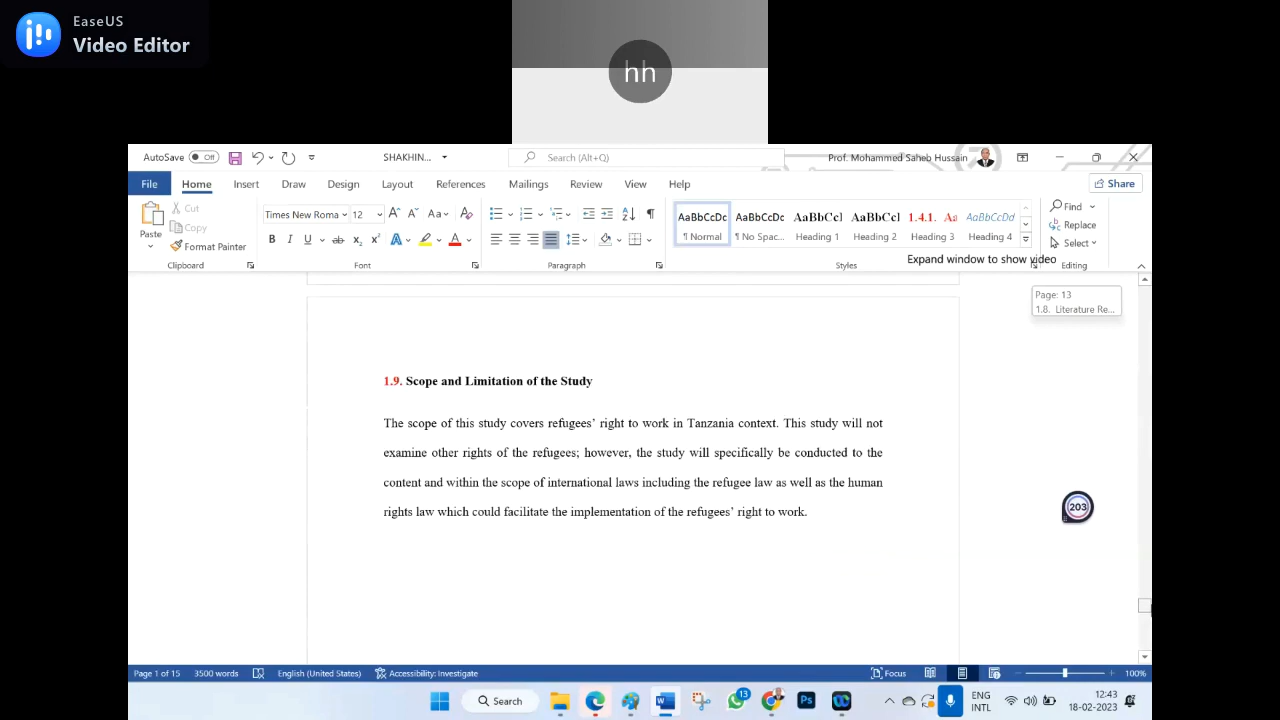 EaseUS
Video Editor
hh
AutoSave Off
SHAKHIN...
Search (Alt+Q)
Prof. Mohammed Saheb Hussain
File Home Insert Draw Design Layout References Mailings Review View Help
Share
Paste
Cut
Copy
Format Painter
Clipboard
Times New Roma 12
Font
Paragraph
AaBbCcDc AaBbCcDc AaBbCcI AaBbCcI 1.4.1. Aa AaBbCcDd
¶ Normal ¶ No Spac... Heading 1 Heading 2 Heading 3 Heading 4
Styles
Find
Replace
Select
Editing
Expand window to show video
Page: 13
1.8. Literature Re...
1.9. Scope and Limitation of the Study
The scope of this study covers refugees’ right to work in Tanzania context. This study will not
examine other rights of the refugees; however, the study will specifically be conducted to the
content and within the scope of international laws including the refugee law as well as the human
rights law which could facilitate the implementation of the refugees’ right to work.
203
Page 1 of 15 3500 words English (United States) Accessibility: Investigate
Focus
100%
Search
13
ENG
INTL
12:43
18-02-2023